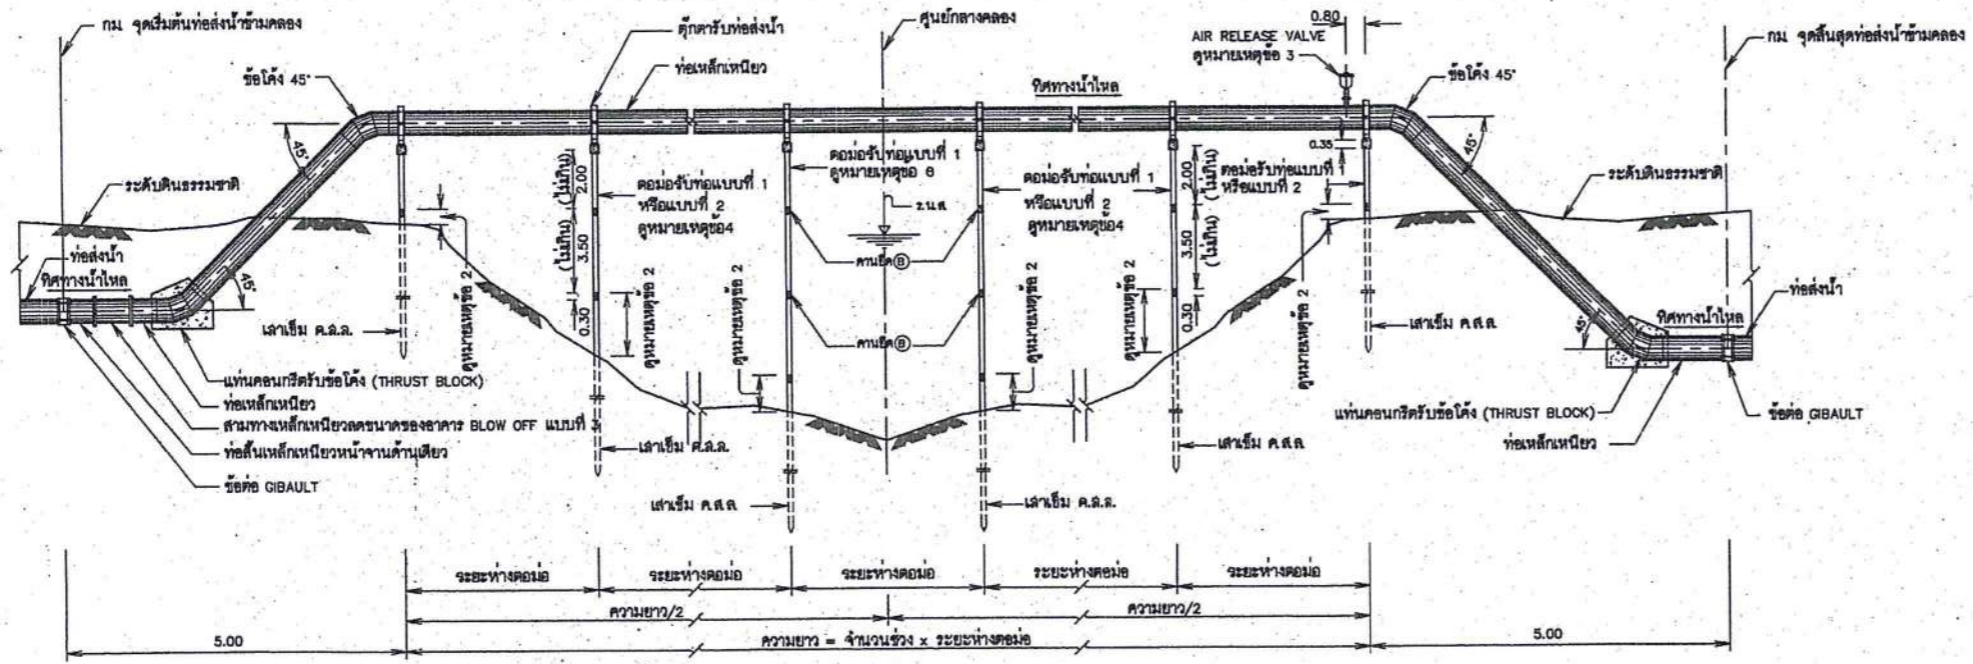 กม. จุดเริ่มต้นท่อส่งน้ำข้ามคลอง
ตุ๊กตารับท่อส่งน้ำ
ศูนย์กลางคลอง
0.80
AIR RELEASE VALVE
ดูหมายเหตุข้อ 3
กม. จุดสิ้นสุดท่อส่งน้ำข้ามคลอง
ข้อโค้ง 45°
ท่อเหล็กเหนียว
ทิศทางน้ำไหล
ข้อโค้ง 45°
45°
45°
0.35
ระดับดินธรรมชาติ
(ไม่เกิน)
2.00
ตอม่อรับท่อแบบที่ 1
หรือแบบที่ 2
ดูหมายเหตุข้อ4
ตอม่อรับท่อแบบที่ 1
ดูหมายเหตุข้อ 6
ร.น.ส.
ตอม่อรับท่อแบบที่ 1
หรือแบบที่ 2
ดูหมายเหตุข้อ4
(ไม่เกิน)
2.00
ตอม่อรับท่อแบบที่ 1
หรือแบบที่ 2
ระดับดินธรรมชาติ
(ไม่เกิน)
3.50
(ไม่เกิน)
3.50
คานยึด B
คานยึด B
ท่อส่งน้ำ
ทิศทางน้ำไหล
45°
0.30
ดูหมายเหตุข้อ 2
ดูหมายเหตุข้อ 2
ดูหมายเหตุข้อ 2
ดูหมายเหตุข้อ 2
ดูหมายเหตุข้อ 2
0.30
ดูหมายเหตุข้อ 2
45°
ท่อส่งน้ำ
ทิศทางน้ำไหล
เสาเข็ม ค.ส.ล.
เสาเข็ม ค.ส.ล.
แท่นคอนกรีตรับข้อโค้ง (THRUST BLOCK)
ท่อเหล็กเหนียว
สามทางเหล็กเหนียวลดขนาดของอาคาร BLOW OFF แบบที่
ท่อสั้นเหล็กเหนียวหน้าจานด้านเดียว
ข้อต่อ GIBAULT
เสาเข็ม ค.ส.ล.
เสาเข็ม ค.ส.ล.
เสาเข็ม ค.ส.ล.
เสาเข็ม ค.ส.ล.
แท่นคอนกรีตรับข้อโค้ง (THRUST BLOCK)
ท่อเหล็กเหนียว
ข้อต่อ GIBAULT
ระยะห่างตอม่อ
ระยะห่างตอม่อ
ระยะห่างตอม่อ
ระยะห่างตอม่อ
ระยะห่างตอม่อ
ความยาว/2
ความยาว/2
5.00
ความยาว = จำนวนช่วง x ระยะห่างตอม่อ
5.00